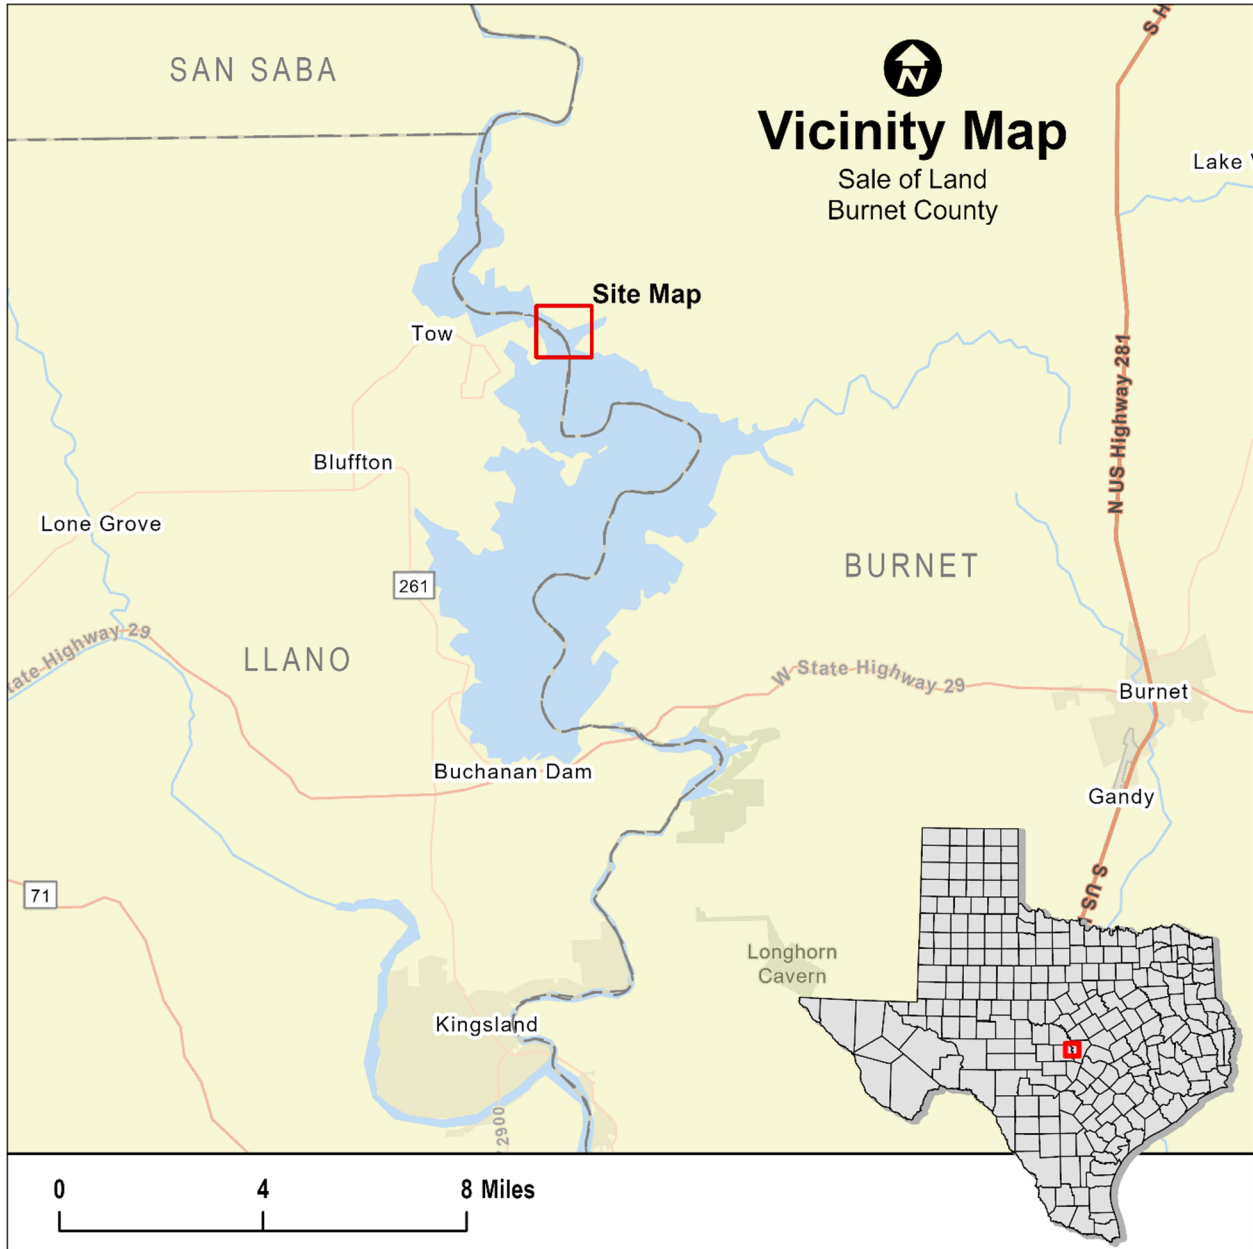 SAN SABA
N
Vicinity Map
Sale of Land
Burnet County
S H
Lake
Site Map
Tow
N US Highway 281
Bluffton
Lone Grove
261
BURNET
tate Highway 29
LLANO
W State Highway 29
Burnet
Buchanan Dam
Gandy
71
S US
Longhorn
Cavern
Kingsland
2900
0 4 8 Miles